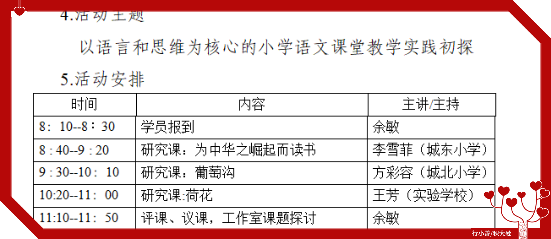 4.活动主题
以语言和思维为核心的小学语文课堂教学实践初探
5.活动安排
时间 内容 主讲/主持
8：10--8：30 学员报到 余敏
8 : 40--9 : 20 研究课：为中华之崛起而读书 李雪菲（城东小学）
9 : 30--10：10 研究课：葡萄沟 方彩容（城北小学）
10:20--11：00 研究课:荷花 王芳（实验学校）
11:10--11：50 评课、议课，工作室课题探讨 余敏